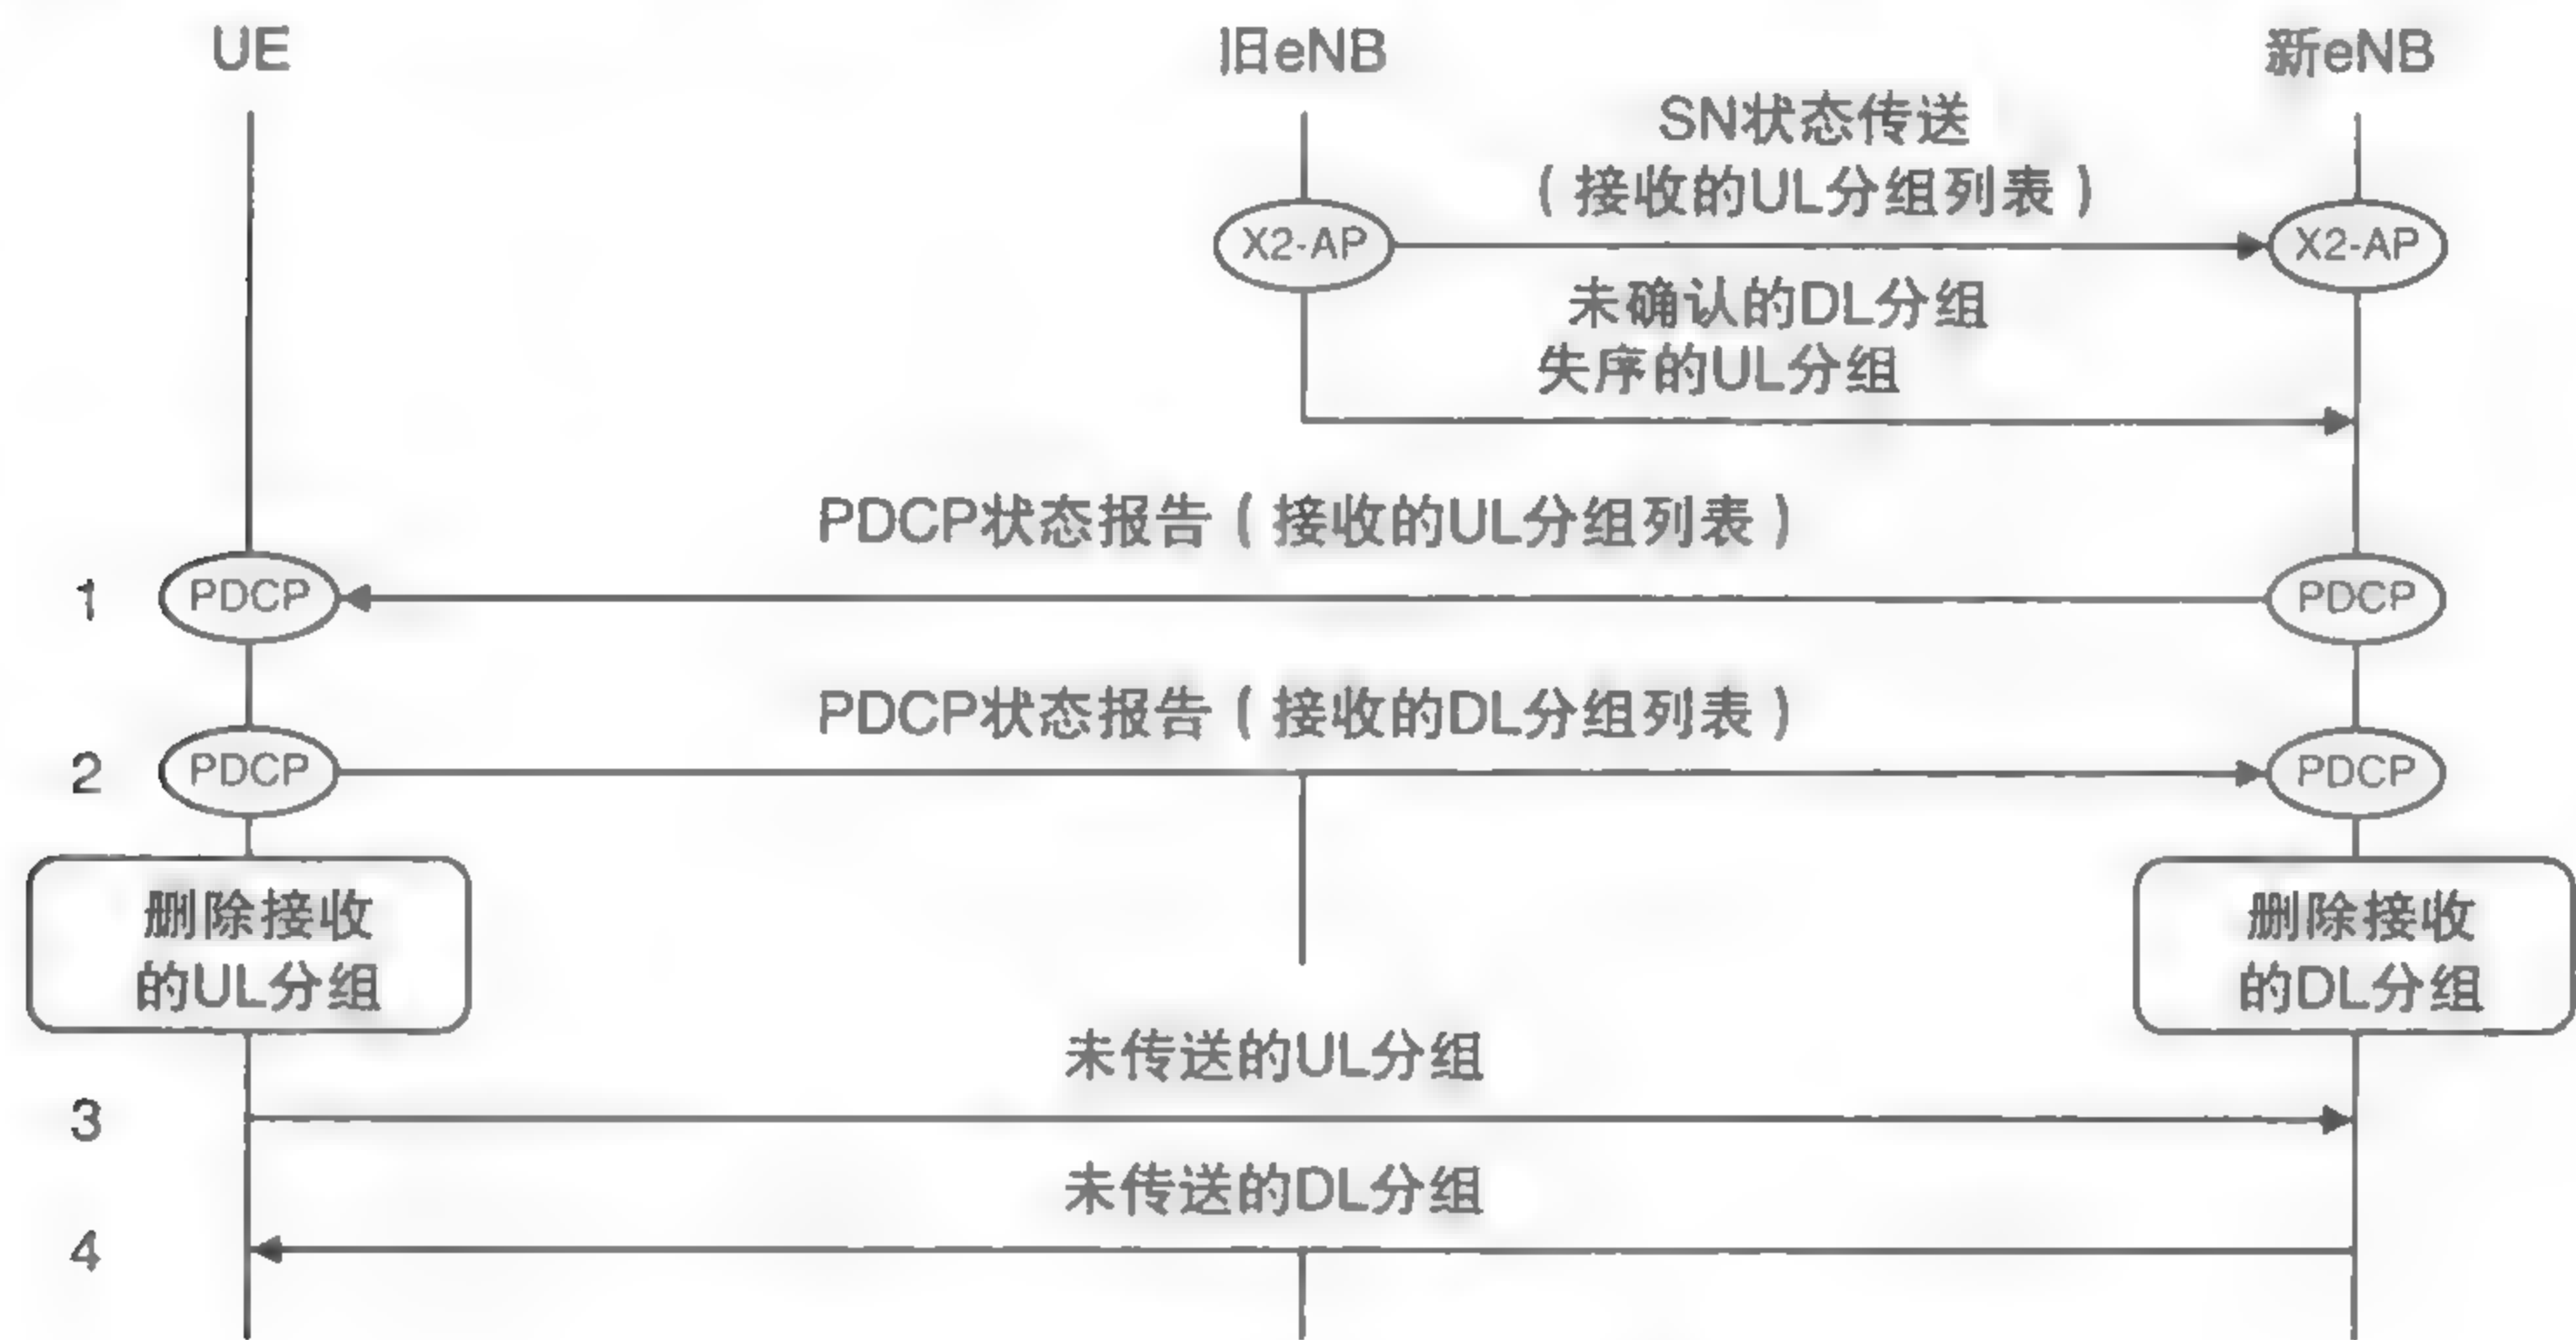 UE
旧eNB
新eNB
SN状态传送
（接收的UL分组列表）
X2-AP
X2-AP
未确认的DL分组
失序的UL分组
PDCP状态报告（接收的UL分组列表）
1
PDCP
PDCP
PDCP状态报告（接收的DL分组列表）
2
PDCP
PDCP
删除接收
的UL分组
删除接收
的DL分组
未传送的UL分组
3
未传送的DL分组
4